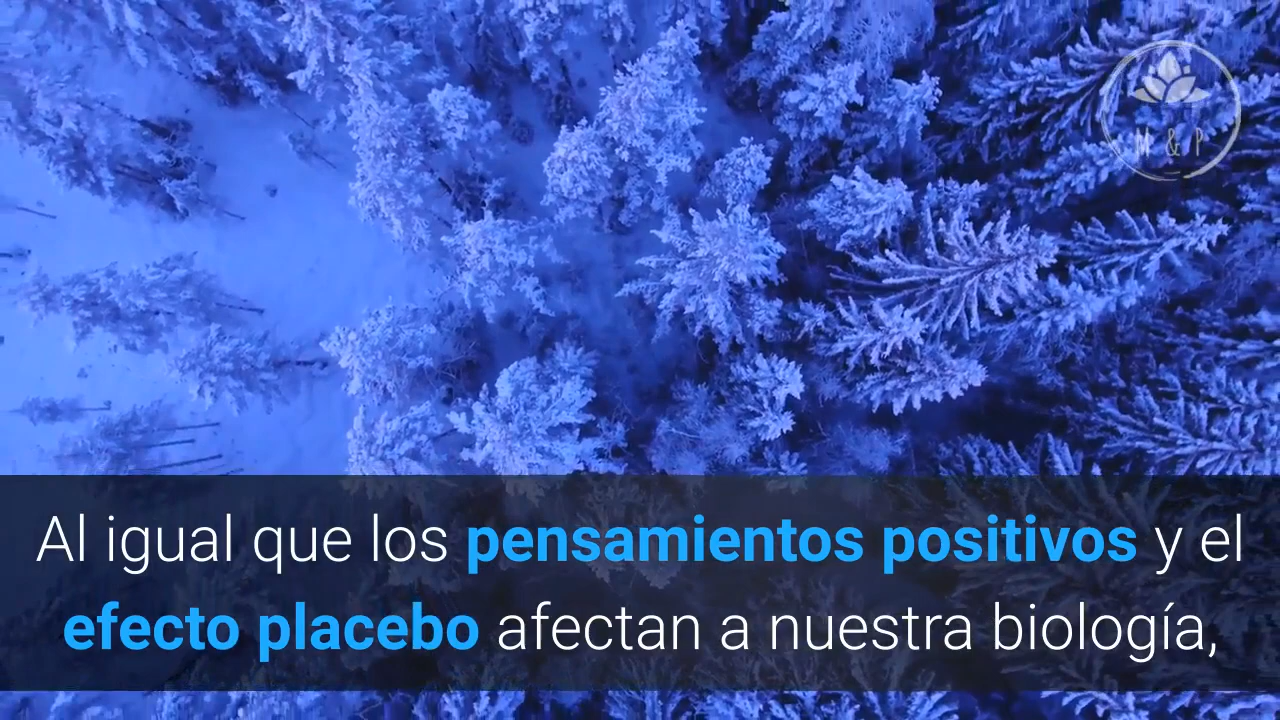 M & P
Al igual que los pensamientos positivos y el
efecto placebo afectan a nuestra biología,